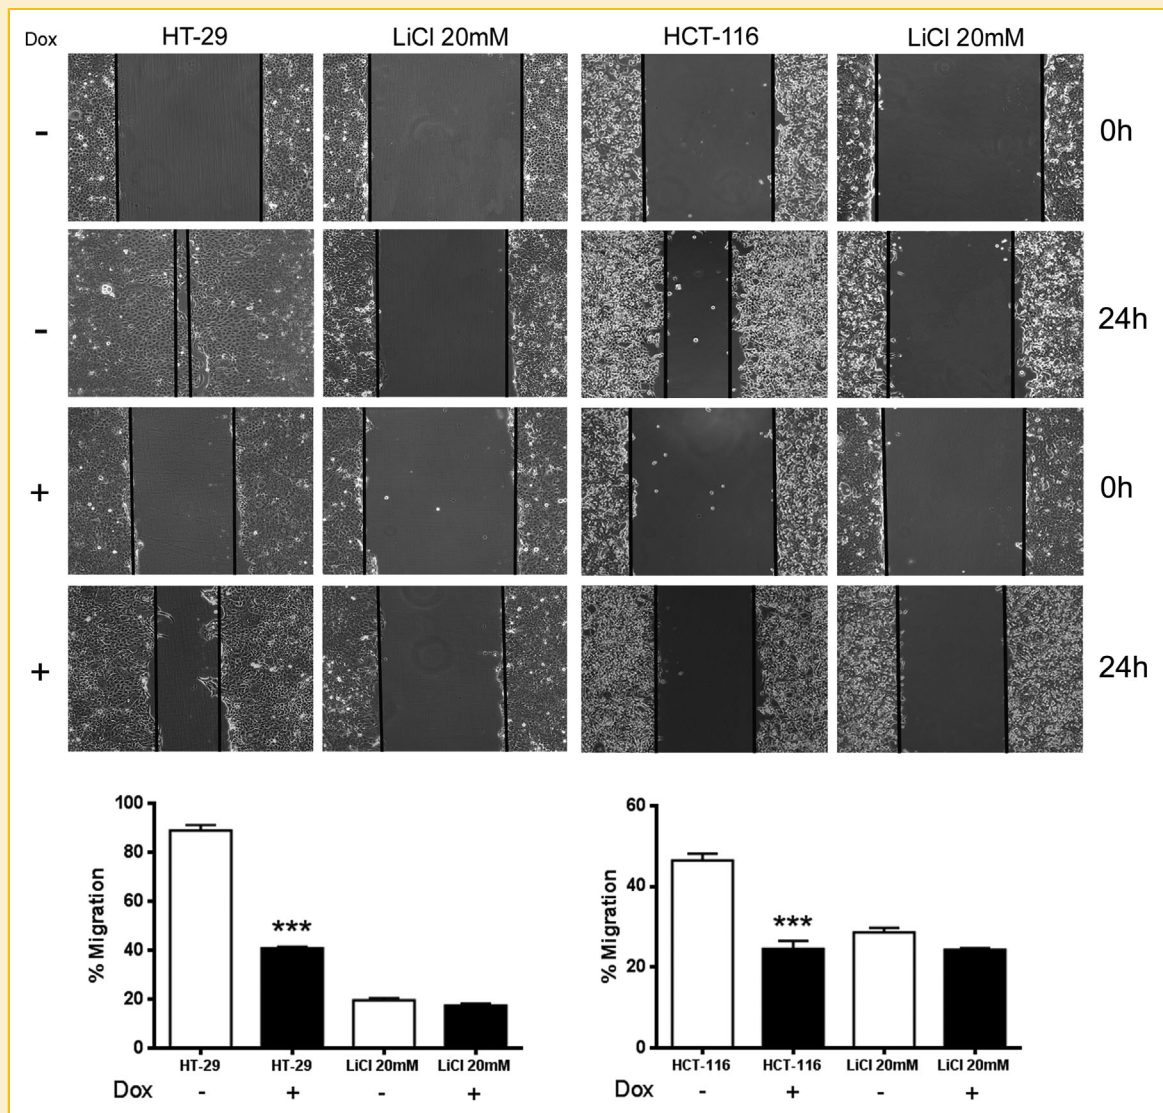 Dox HT-29 LiCl 20mM HCT-116 LiCl 20mM
- 0h
- 24h
+ 0h
+ 24h
100
80
60
40
20
0
% Migration
***
HT-29 HT-29 LiCl 20mM LiCl 20mM
Dox - + - +
60
40
20
0
% Migration
***
HCT-116 HCT-116 LiCl 20mM LiCl 20mM
Dox - + - +